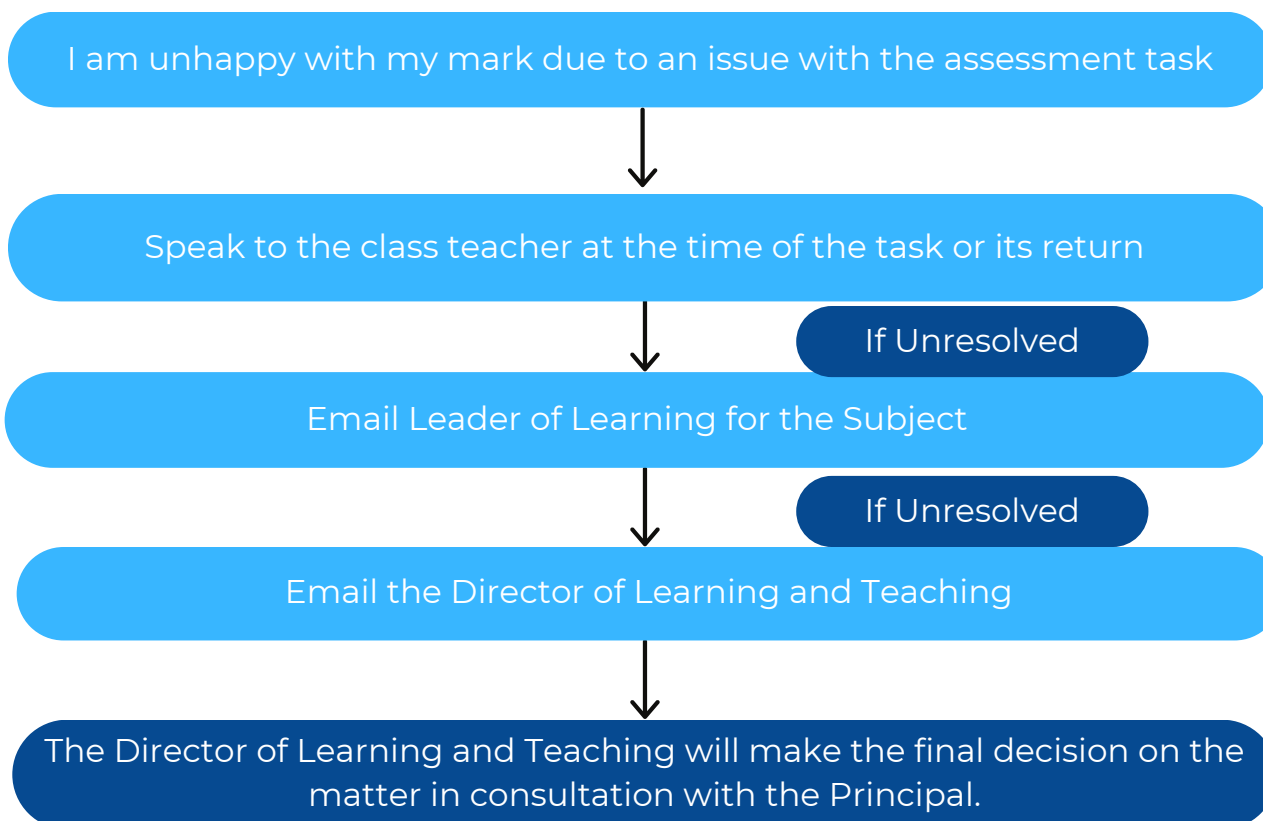 I am unhappy with my mark due to an issue with the assessment task
Speak to the class teacher at the time of the task or its return
If Unresolved
Email Leader of Learning for the Subject
If Unresolved
Email the Director of Learning and Teaching
The Director of Learning and Teaching will make the final decision on the
matter in consultation with the Principal.